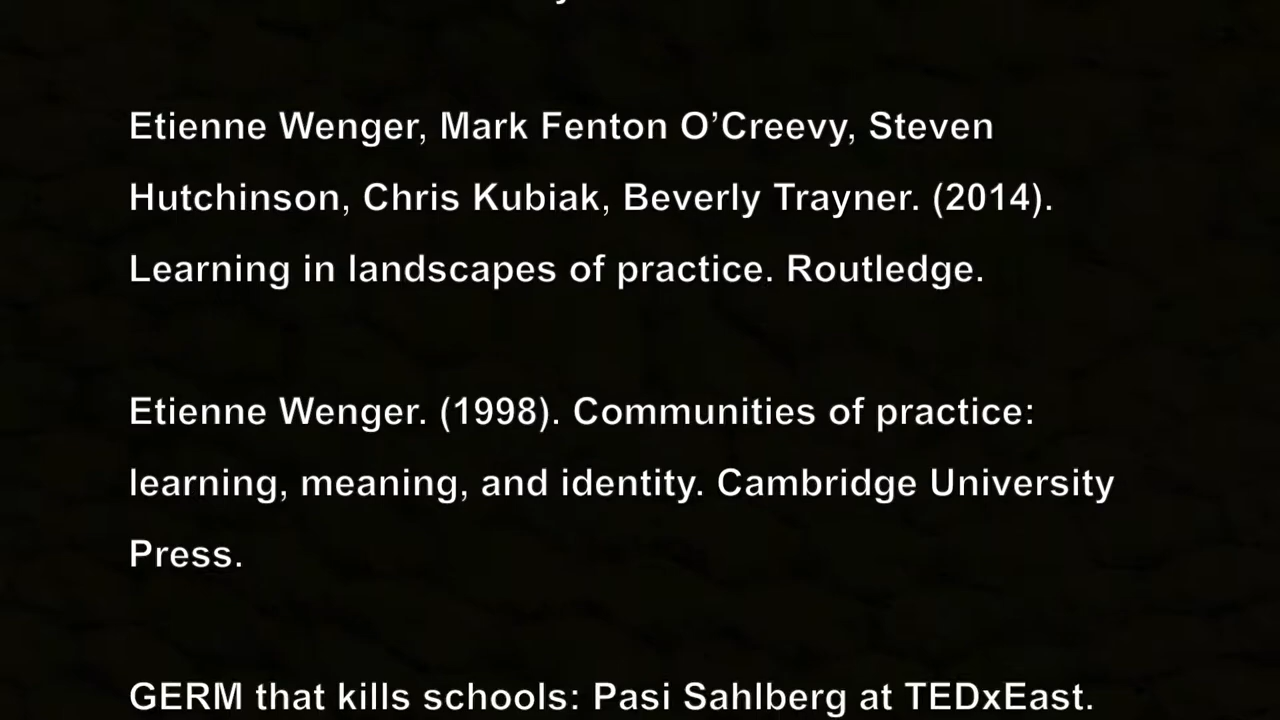 Etienne Wenger, Mark Fenton O’Creevy, Steven
Hutchinson, Chris Kubiak, Beverly Trayner. (2014).
Learning in landscapes of practice. Routledge.
Etienne Wenger. (1998). Communities of practice:
learning, meaning, and identity. Cambridge University
Press.
GERM that kills schools: Pasi Sahlberg at TEDxEast.